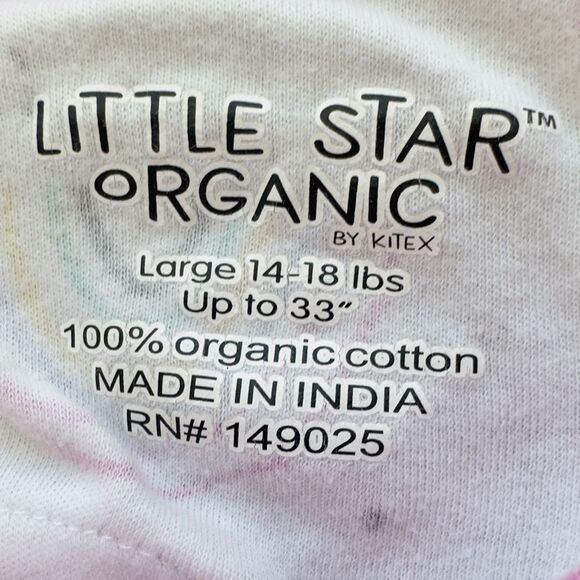 LITTLE STAR™
ORGANIC
BY KITEX
Large 14-18 lbs
Up to 33"
100% organic cotton
MADE IN INDIA
RN# 149025